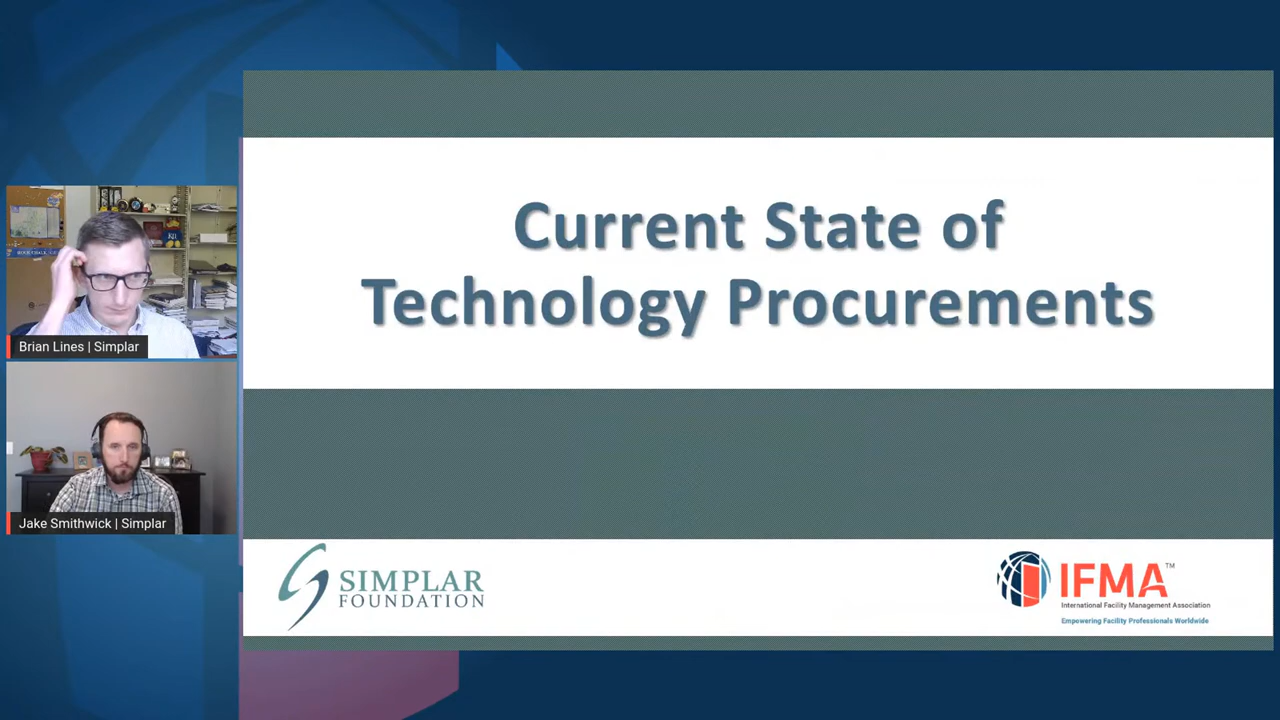 Current State of
Technology Procurements
Brian Lines | Simplar
Jake Smithwick | Simplar
SIMPLAR
FOUNDATION
IFMA™
International Facility Management Association
Empowering Facility Professionals Worldwide